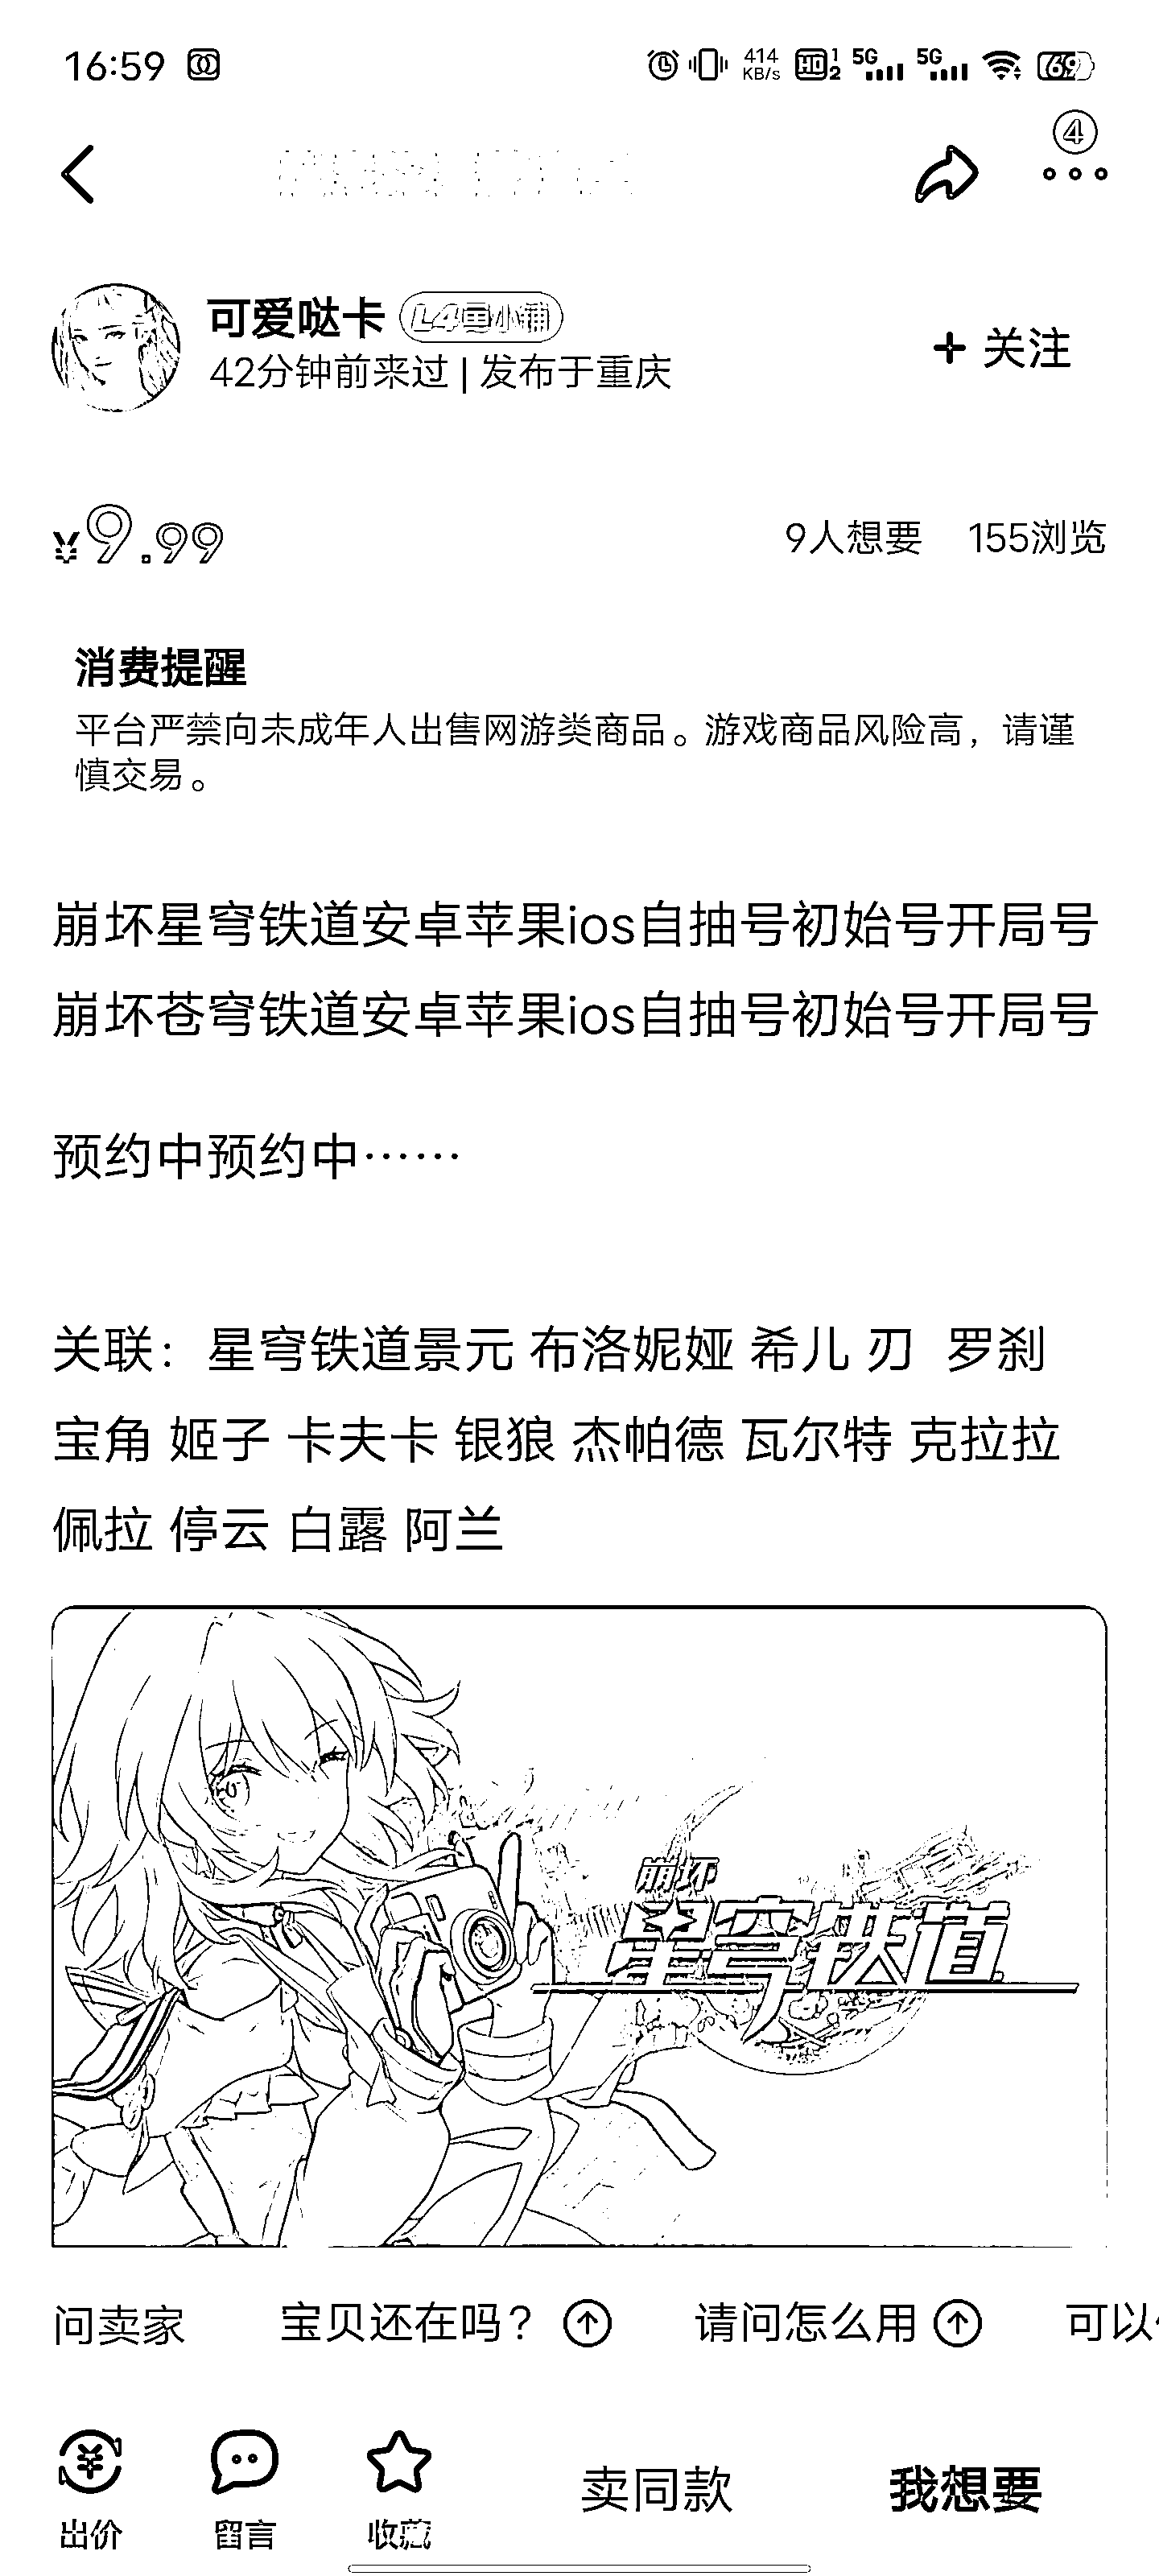 16:59
414 KB/s HD 1 2 5G 5G 69
4
可爱哒卡 L4鱼小铺
42分钟前来过 | 发布于重庆
+ 关注
¥9.99
9人想要 155浏览
消费提醒
平台严禁向未成年人出售网游类商品。游戏商品风险高，请谨
慎交易。
崩坏星穹铁道安卓苹果ios自抽号初始号开局号
崩坏苍穹铁道安卓苹果ios自抽号初始号开局号
预约中预约中……
关联：星穹铁道景元 布洛妮娅 希儿 刃 罗刹
宝角 姬子 卡夫卡 银狼 杰帕德 瓦尔特 克拉拉
佩拉 停云 白露 阿兰
崩坏
星穹铁道
问卖家 宝贝还在吗？ 请问怎么用 可以
出价 留言 收藏 卖同款 我想要